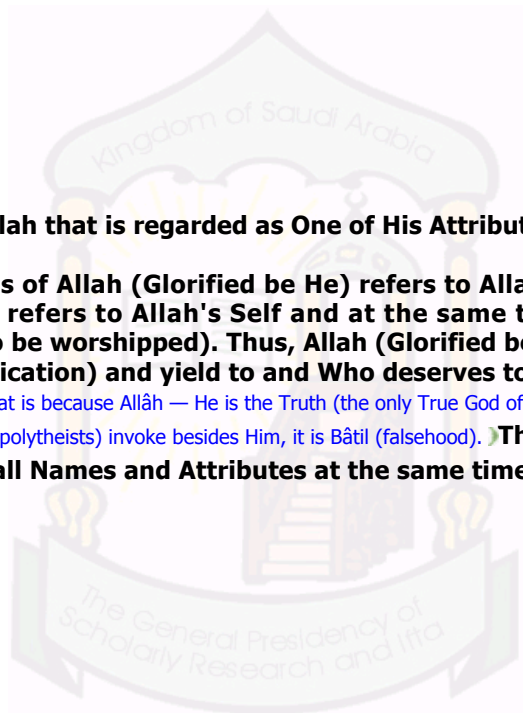 Kingdom of Saudi Arabia
llah that is regarded as One of His Attribut
s of Allah (Glorified be He) refers to Alla
refers to Allah's Self and at the same t
o be worshipped). Thus, Allah (Glorified be
ication) and yield to and Who deserves to
at is because Allâh — He is the Truth (the only True God of
polytheists) invoke besides Him, it is Bâtil (falsehood). Th
all Names and Attributes at the same time
The General Presidency of
Scholarly Research and Ifta